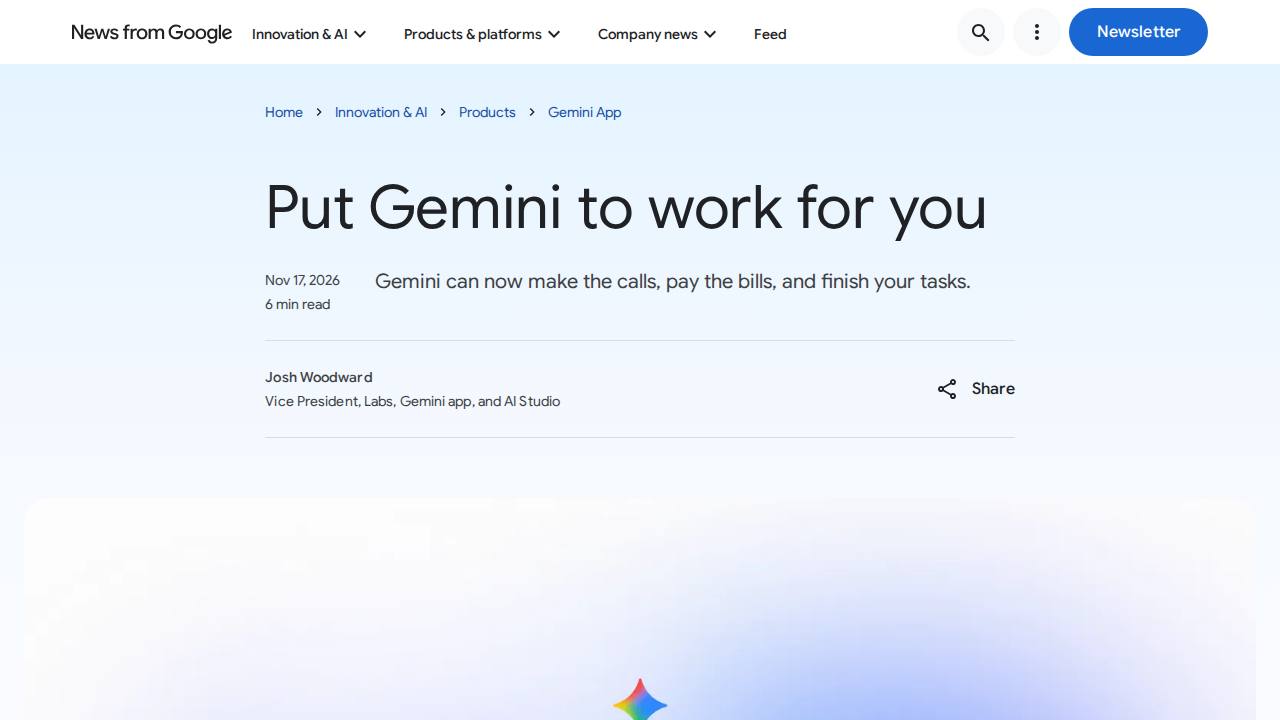 News from Google
Innovation & AI
Products & platforms
Company news
Feed
Newsletter
Home
Innovation & AI
Products
Gemini App
Put Gemini to work for you
Nov 17, 2026
6 min read
Gemini can now make the calls, pay the bills, and finish your tasks.
Josh Woodward
Vice President, Labs, Gemini app, and AI Studio
Share